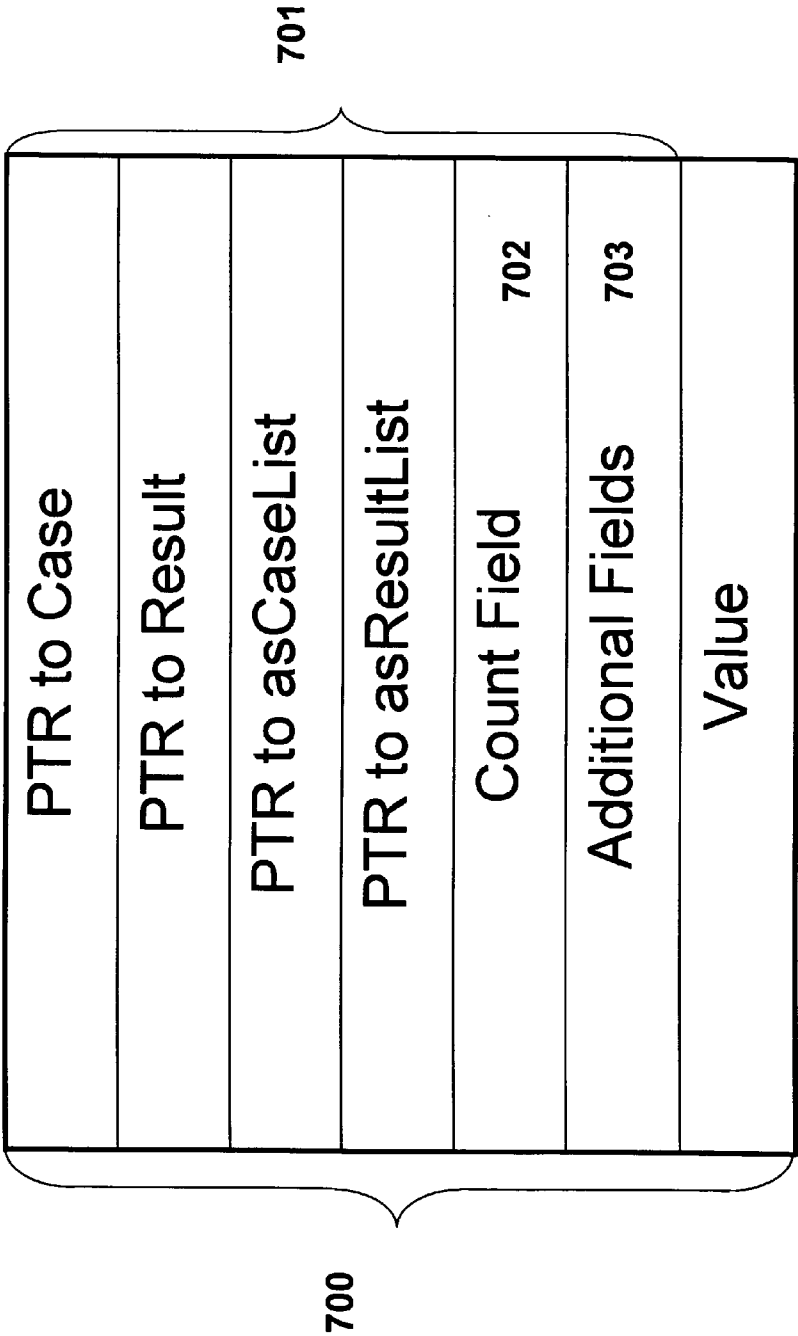 701
PTR to Case
PTR to Result
PTR to asCaseList
PTR to asResultList
Count Field 702
Additional Fields 703
Value
700